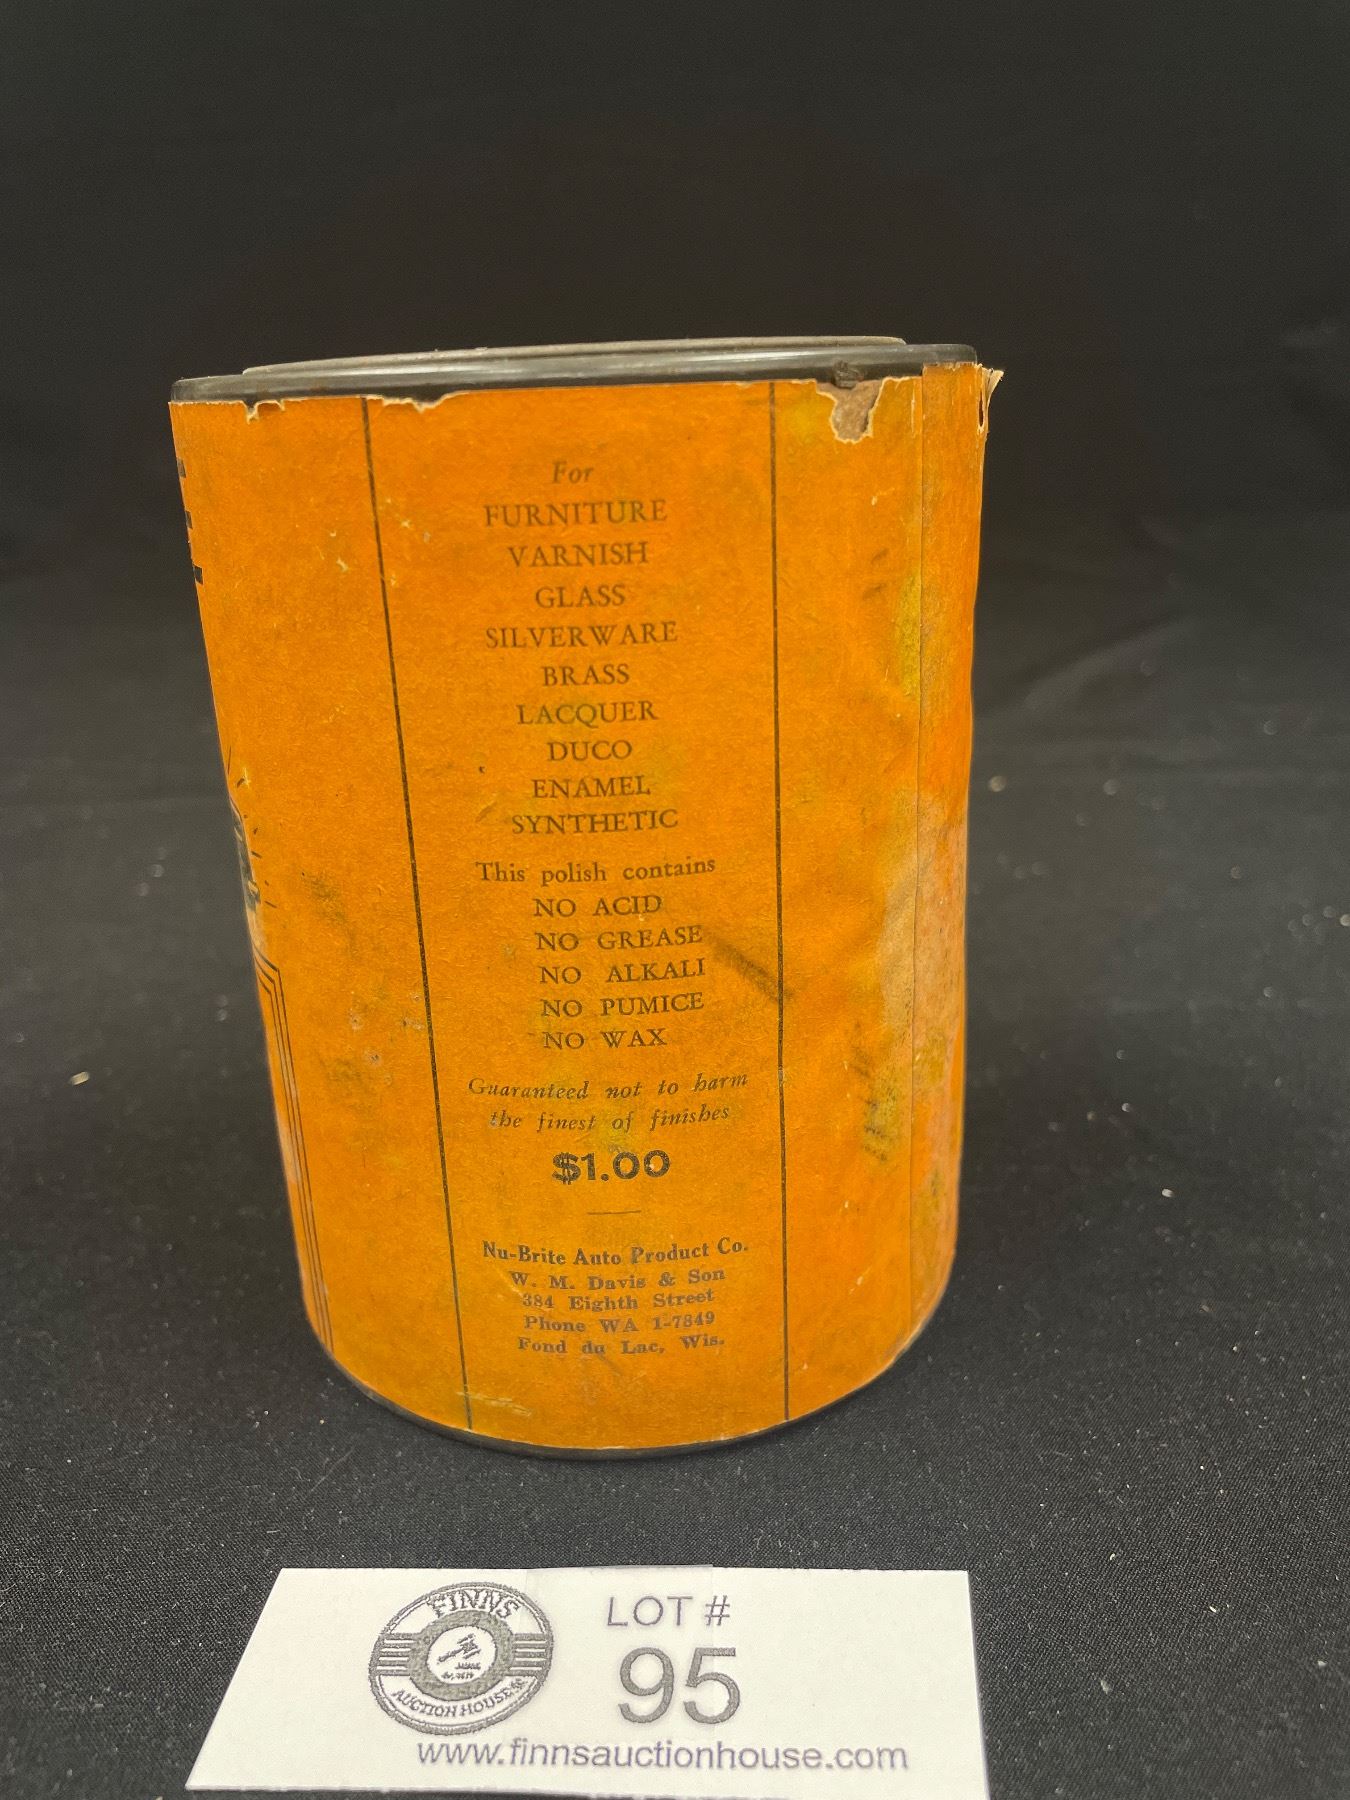 For
FURNITURE
VARNISH
GLASS
SILVERWARE
BRASS
LACQUER
DUCO
ENAMEL
SYNTHETIC
This polish contains
NO ACID
NO GREASE
NO ALKALI
NO PUMICE
NO WAX
Guaranteed not to harm
the finest of finishes
$1.00
Nu-Brite Auto Product Co.
W. M. Davis & Son
384 Eighth Street
Phone WA 1-7849
Fond du Lac, Wis.
FINNS
AUCTION HOUSE
LOT #
95
www.finnsauctionhouse.com